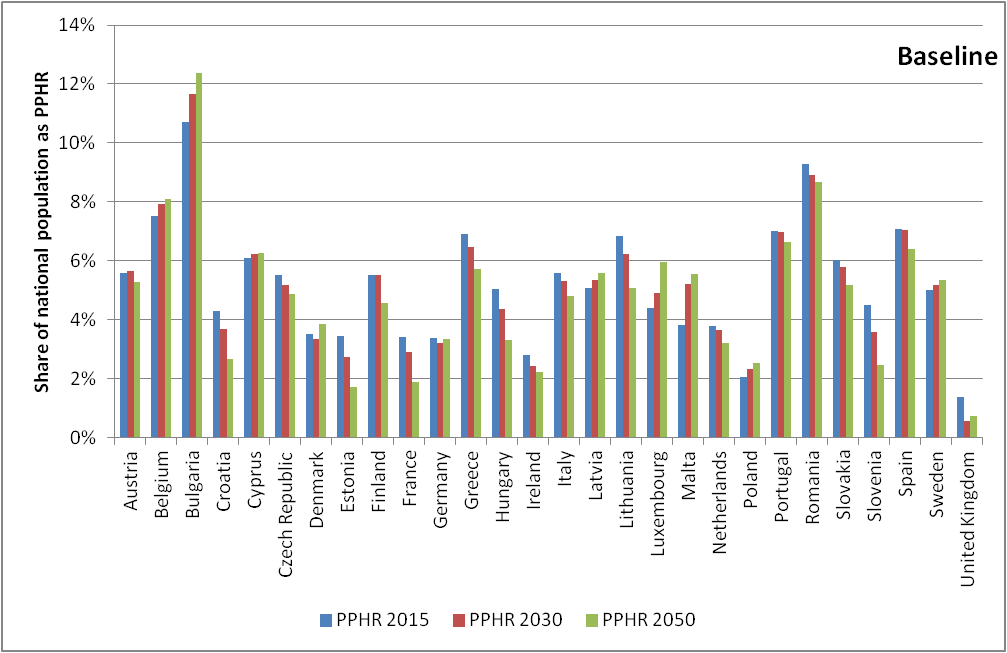 Baseline
Share of national population as PPHR
14%
12%
10%
8%
6%
4%
2%
0%
Austria
Belgium
Bulgaria
Croatia
Cyprus
Czech Republic
Denmark
Estonia
Finland
France
Germany
Greece
Hungary
Ireland
Italy
Latvia
Lithuania
Luxembourg
Malta
Netherlands
Poland
Portugal
Romania
Slovakia
Slovenia
Spain
Sweden
United Kingdom
PPHR 2015 PPHR 2030 PPHR 2050